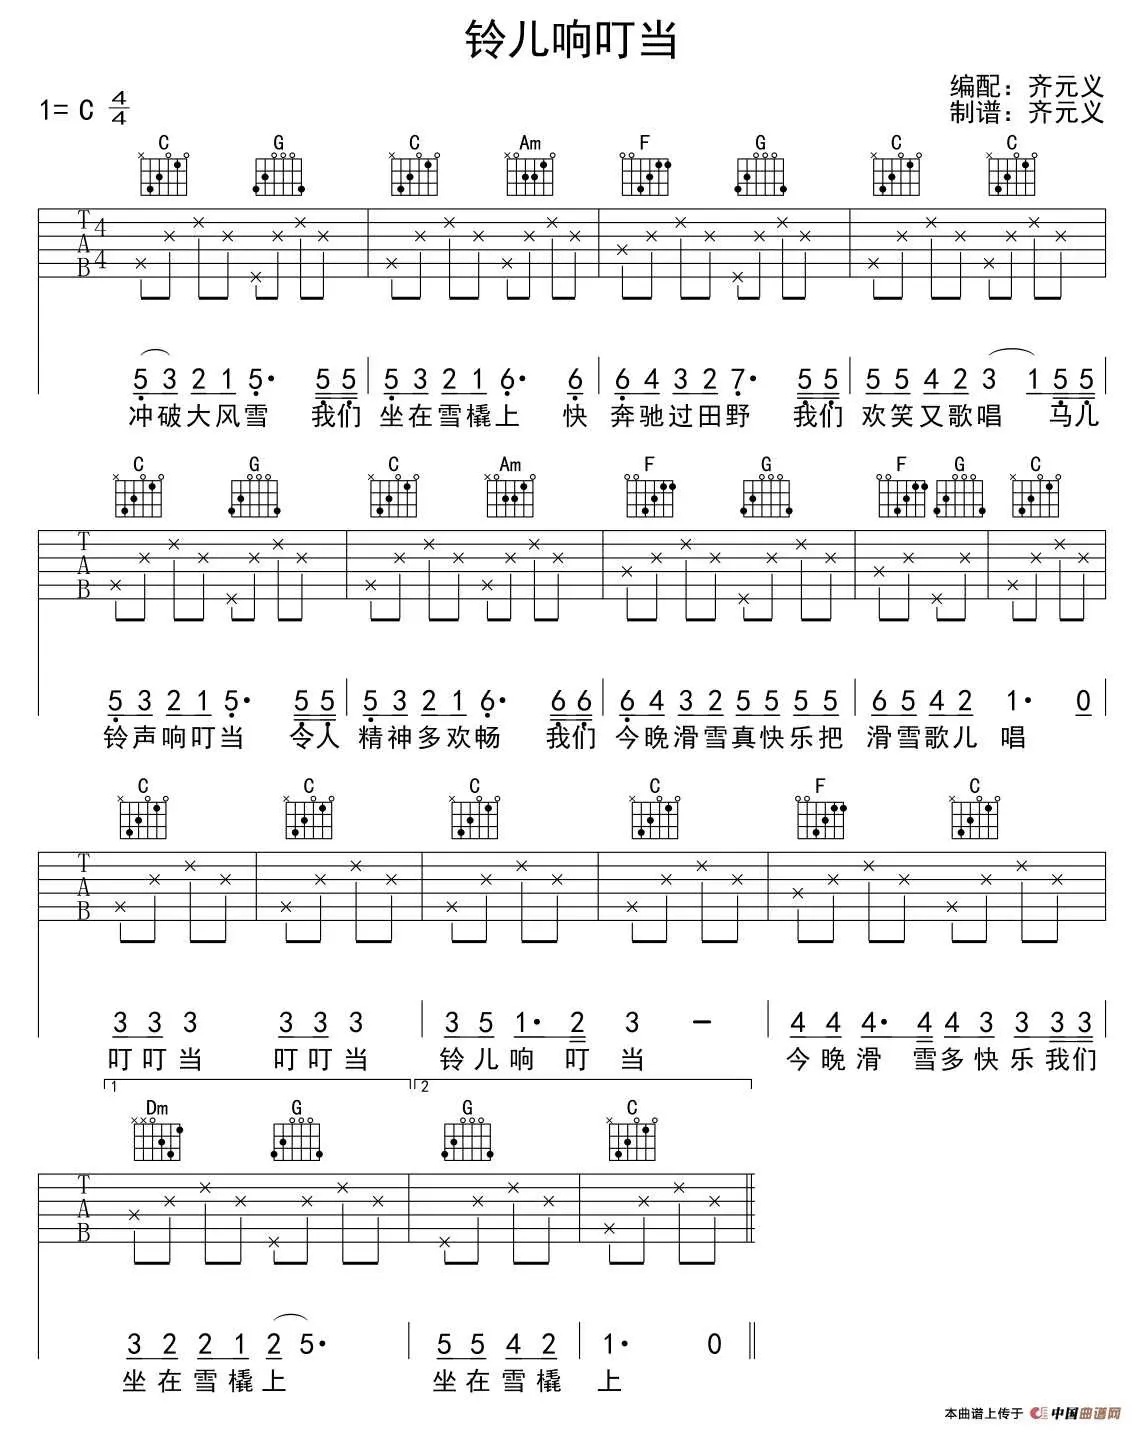 铃儿响叮当
编配：齐元义
1= C 4/4
制谱：齐元义
C G C Am F G C C
T A B 4 4
5 3 2 1 5· 5 5 5 3 2 1 6· 6 6 4 3 2 7· 5 5 5 5 4 2 3 1 5 5
冲破大风雪 我们 坐在雪橇上 快 奔驰过田野 我们 欢笑又歌唱 马儿
C G C Am F G F G C
T A B
5 3 2 1 5· 5 5 5 3 2 1 6· 6 6 6 4 3 2 5 5 5 5 6 5 4 2 1· 0
铃声响叮当 令人 精神多欢畅 我们 今晚滑雪真快乐把 滑雪歌儿 唱
C C C C F C
T A B
3 3 3 3 3 3 3 5 1· 2 3 − 4 4 4· 4 4 3 3 3 3
叮叮当 叮叮当 铃儿响 叮 当 今晚滑 雪多快乐我们
1 2
Dm G G C
T A B
3 2 2 1 2 5· 5 5 4 2 1· 0
坐在雪橇上 坐在雪橇 上
本曲谱上传于 中国曲谱网